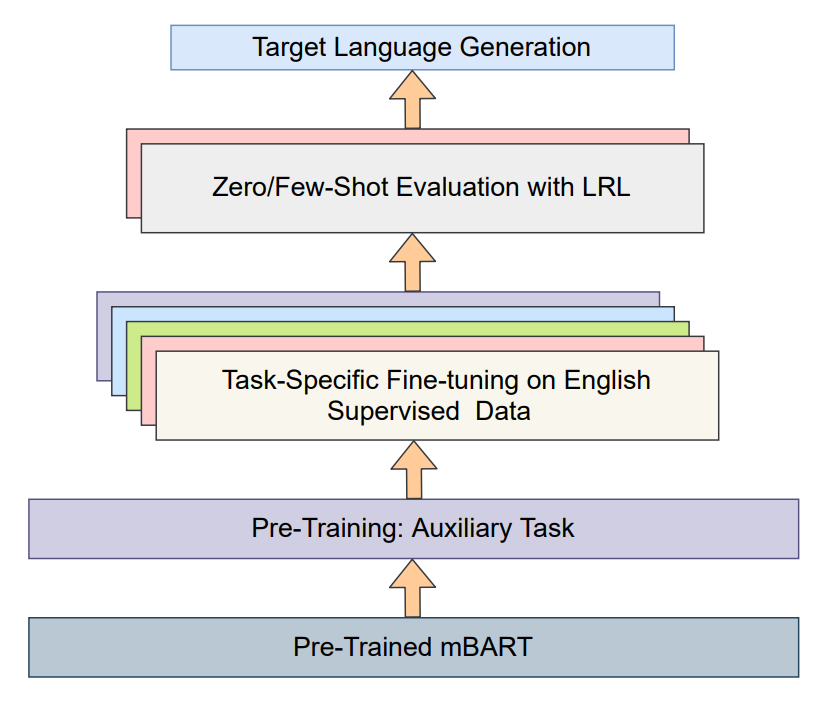 Target Language Generation
Zero/Few-Shot Evaluation with LRL
Task-Specific Fine-tuning on English
Supervised Data
Pre-Training: Auxiliary Task
Pre-Trained mBART